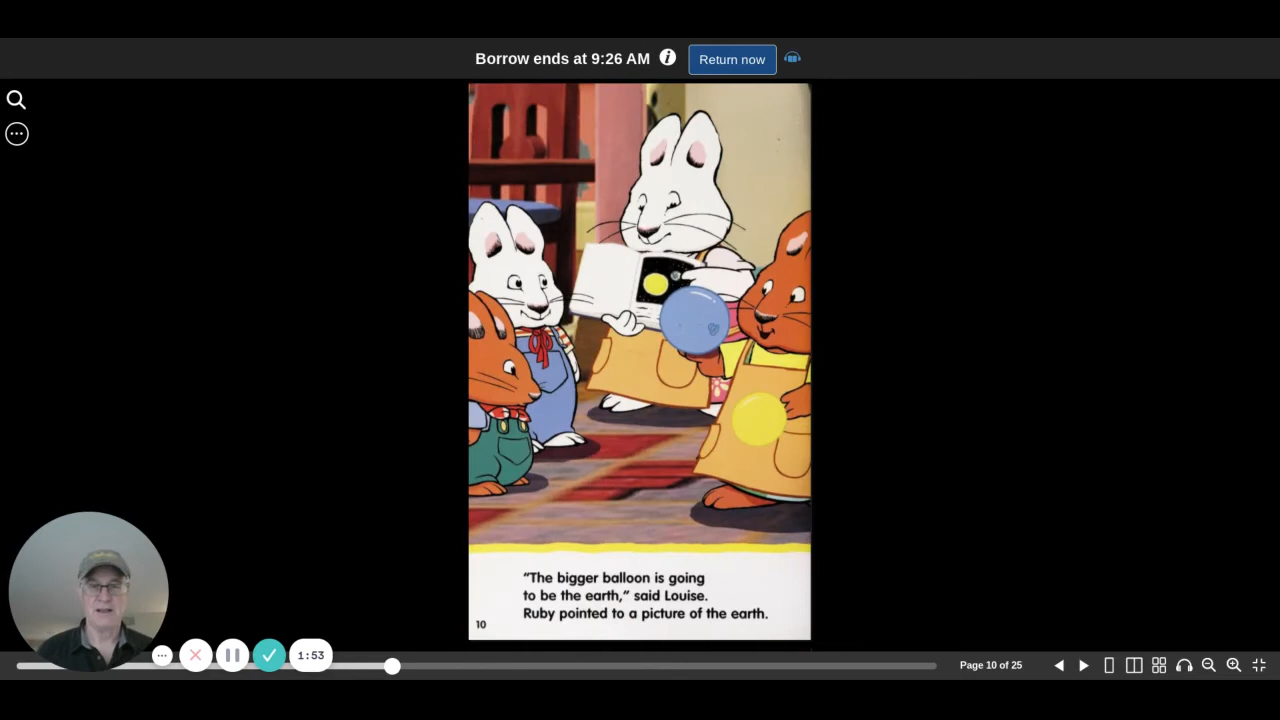 Borrow ends at 9:26 AM
Return now
"The bigger balloon is going
to be the earth," said Louise.
Ruby pointed to a picture of the earth.
10
1:53
Page 10 of 25